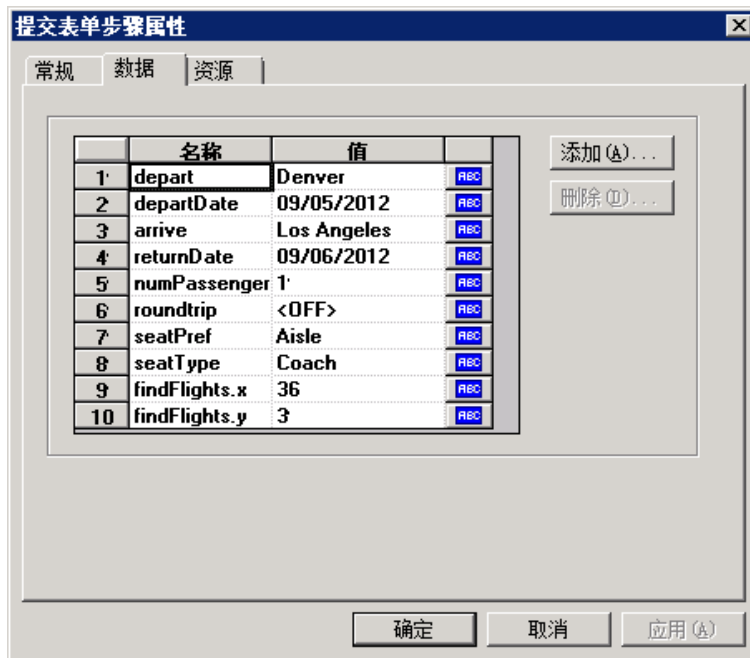 提交表单步骤属性
常规 数据 资源
名称 值
1 depart Denver ABC
2 departDate 09/05/2012 ABC
3 arrive Los Angeles ABC
4 returnDate 09/06/2012 ABC
5 numPassenger 1 ABC
6 roundtrip <OFF> ABC
7 seatPref Aisle ABC
8 seatType Coach ABC
9 findFlights.x 36 ABC
10 findFlights.y 3 ABC
添加(A)...
删除(D)...
确定 取消 应用(A)